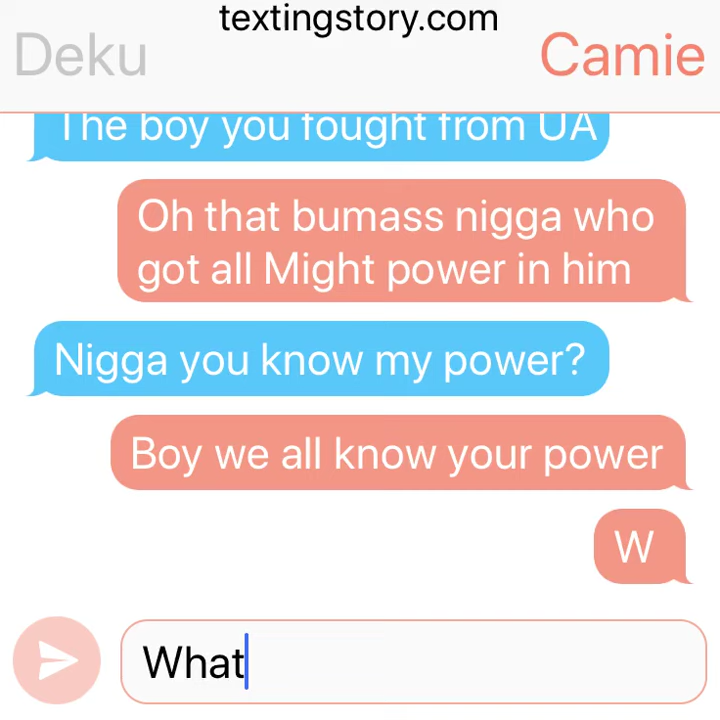 textingstory.com
Deku
Camie
The boy you fought from UA
Oh that bumass nigga who
got all Might power in him
Nigga you know my power?
Boy we all know your power
W
What